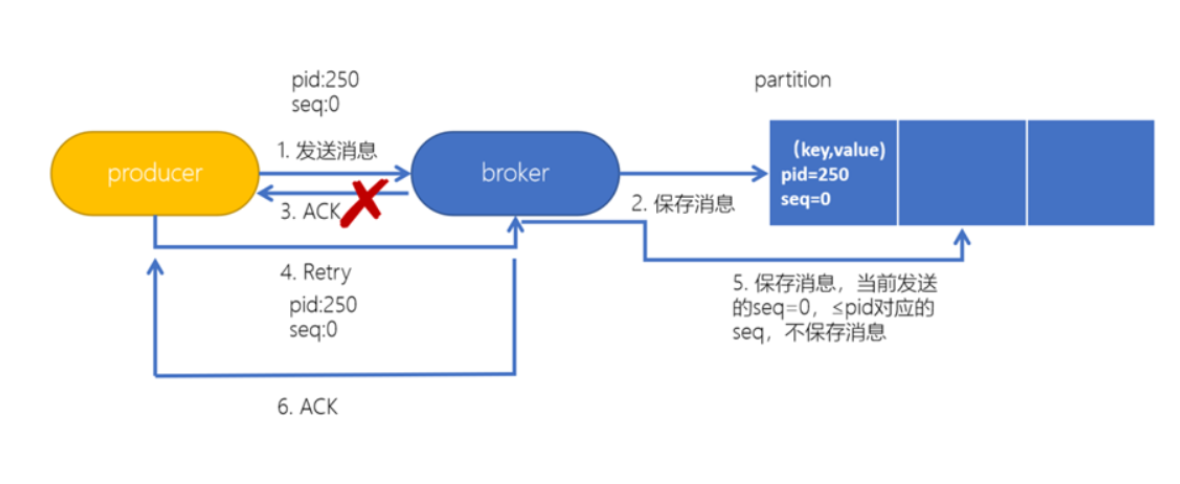 pid:250
seq:0
partition
producer
1. 发送消息
broker
(key,value)
pid=250
seq=0
3. ACK
2. 保存消息
4. Retry
pid:250
seq:0
5. 保存消息，当前发送
的seq=0，≤pid对应的
seq，不保存消息
6. ACK